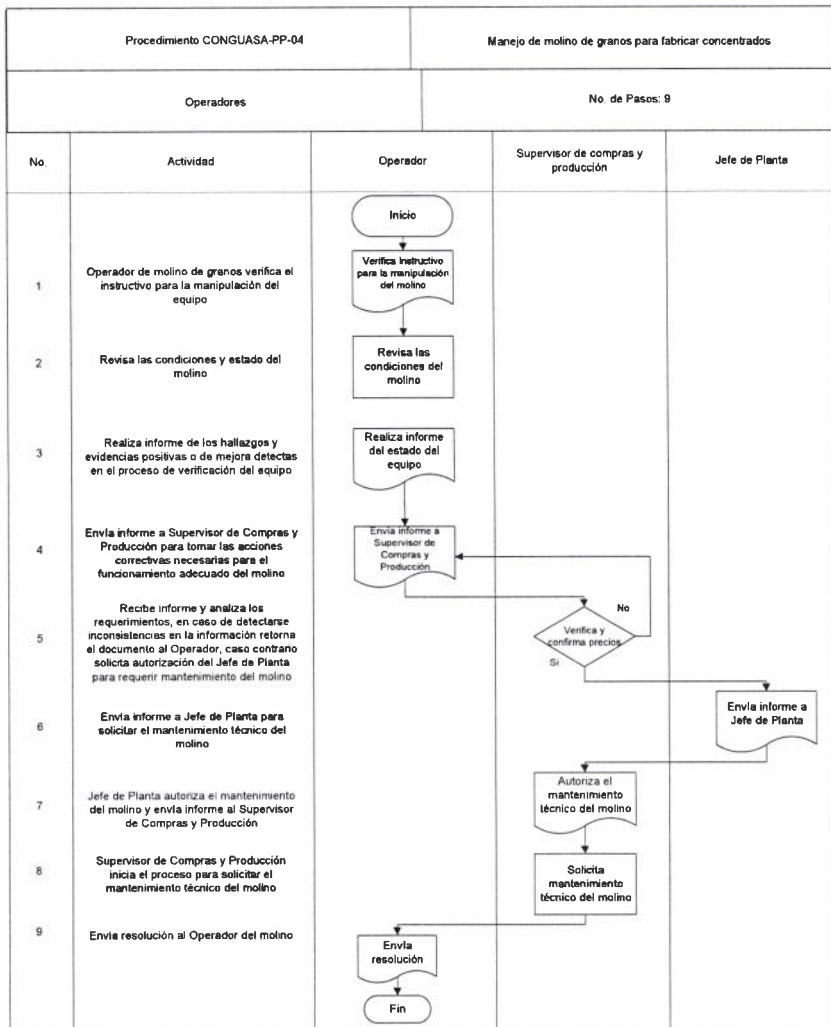 Procedimiento CONGUASA-PP-04
Manejo de molino de granos para fabricar concentrados
Operadores
No. de Pasos: 9
No.
Actividad
Operador
Supervisor de compras y
producción
Jefe de Planta
Inicio
1
Operador de molino de granos verifica el
instructivo para la manipulación del
equipo
Verifica Instructivo
para la manipulación
del molino
2
Revisa las condiciones y estado del
molino
Revisa las
condiciones del
molino
3
Realiza informe de los hallazgos y
evidencias positivas o de mejora detectas
en el proceso de verificación del equipo
Realiza informe
del estado del
equipo
4
Envía informe a Supervisor de Compras y
Producción para tomar las acciones
correctivas necesarias para el
funcionamiento adecuado del molino
Envía informe a
Supervisor de
Compras y
Producción
5
Recibe informe y analiza los
requerimientos, en caso de detectarse
inconsistencias en la información retorna
el documento al Operador, caso contrario
solicita autorización del Jefe de Planta
para requerir mantenimiento del molino
No
Verifica y
confirma precios
Si
6
Envía informe a Jefe de Planta para
solicitar el mantenimiento técnico del
molino
Envía informe a
Jefe de Planta
7
Jefe de Planta autoriza el mantenimiento
del molino y envía informe al Supervisor
de Compras y Producción
Autoriza el
mantenimiento
técnico del molino
8
Supervisor de Compras y Producción
inicia el proceso para solicitar el
mantenimiento técnico del molino
Solicita
mantenimiento
técnico del molino
9
Envía resolución al Operador del molino
Envía
resolución
Fin